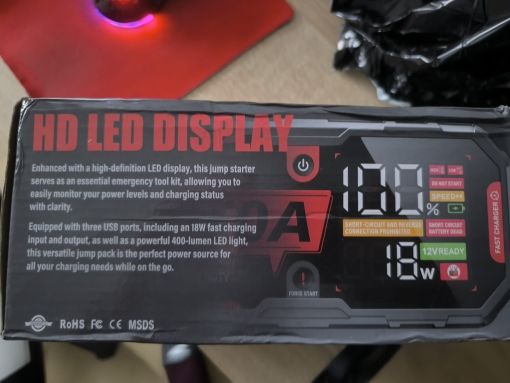 HD LED DISPLAY
Enhanced with a high-definition LED display, this jump starter
serves as an essential emergency tool kit, allowing you to
easily monitor your power levels and charging status
with clarity.
Equipped with three USB ports, including an 18W fast charging
input and output, as well as a powerful 400-lumen LED light,
this versatile jump pack is the perfect power source for
all your charging needs while on the go.
RoHS FC CE MSDS
0A
FORCE START
100%
DO NOT START
SPEED++
SHORT-CIRCUIT AND REVERSE
CONNECTION PROHIBITED
SHORT CIRCUIT
BATTERY DEAD
12V READY
18W
FAST CHARGER